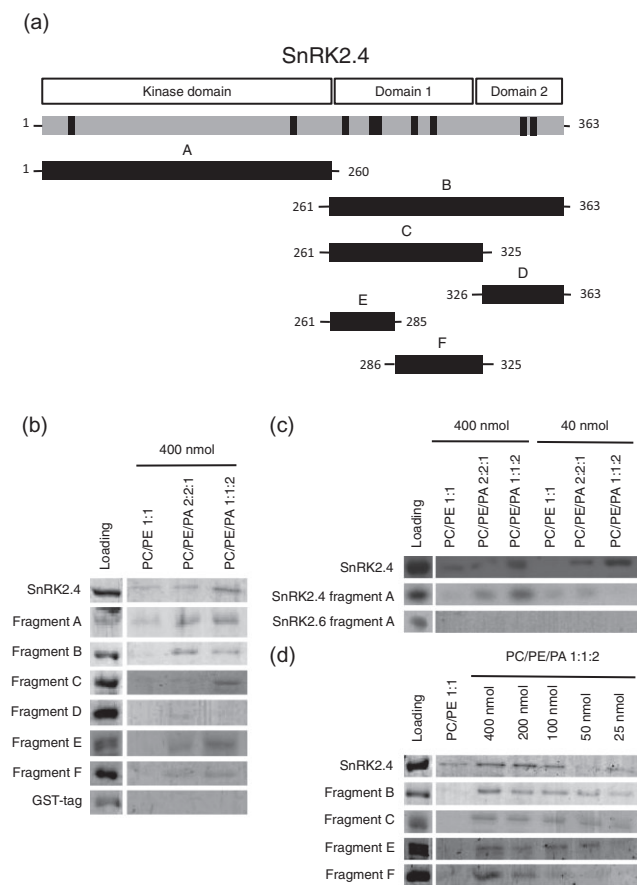 (a)
SnRK2.4
Kinase domain Domain 1 Domain 2
1 363
A
1 260
B
261 363
C
261 325
D
326 363
E
261 285
F
286 325
(b)
400 nmol
Loading PC/PE 1:1 PC/PE/PA 2:2:1 PC/PE/PA 1:1:2
SnRK2.4
Fragment A
Fragment B
Fragment C
Fragment D
Fragment E
Fragment F
GST-tag
(c)
400 nmol 40 nmol
Loading PC/PE 1:1 PC/PE/PA 2:2:1 PC/PE/PA 1:1:2 PC/PE 1:1 PC/PE/PA 2:2:1 PC/PE/PA 1:1:2
SnRK2.4
SnRK2.4 fragment A
SnRK2.6 fragment A
(d)
PC/PE/PA 1:1:2
Loading PC/PE 1:1 400 nmol 200 nmol 100 nmol 50 nmol 25 nmol
SnRK2.4
Fragment B
Fragment C
Fragment E
Fragment F